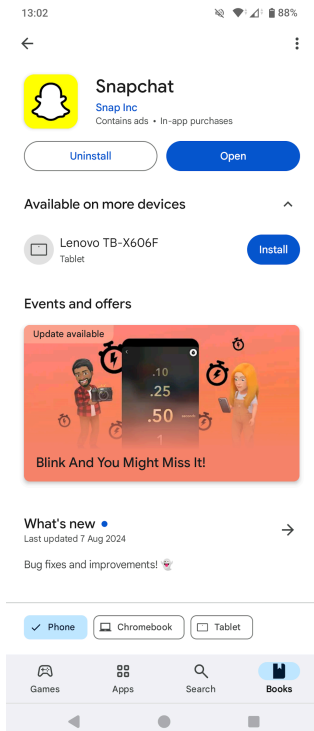 13:02
88%
Snapchat
Snap Inc
Contains ads • In-app purchases
Uninstall
Open
Available on more devices
Lenovo TB-X606F
Tablet
Install
Events and offers
Update available
.10
.25
.50
1
Blink And You Might Miss It!
What's new
Last updated 7 Aug 2024
Bug fixes and improvements! 👻
Phone
Chromebook
Tablet
Games
Apps
Search
Books